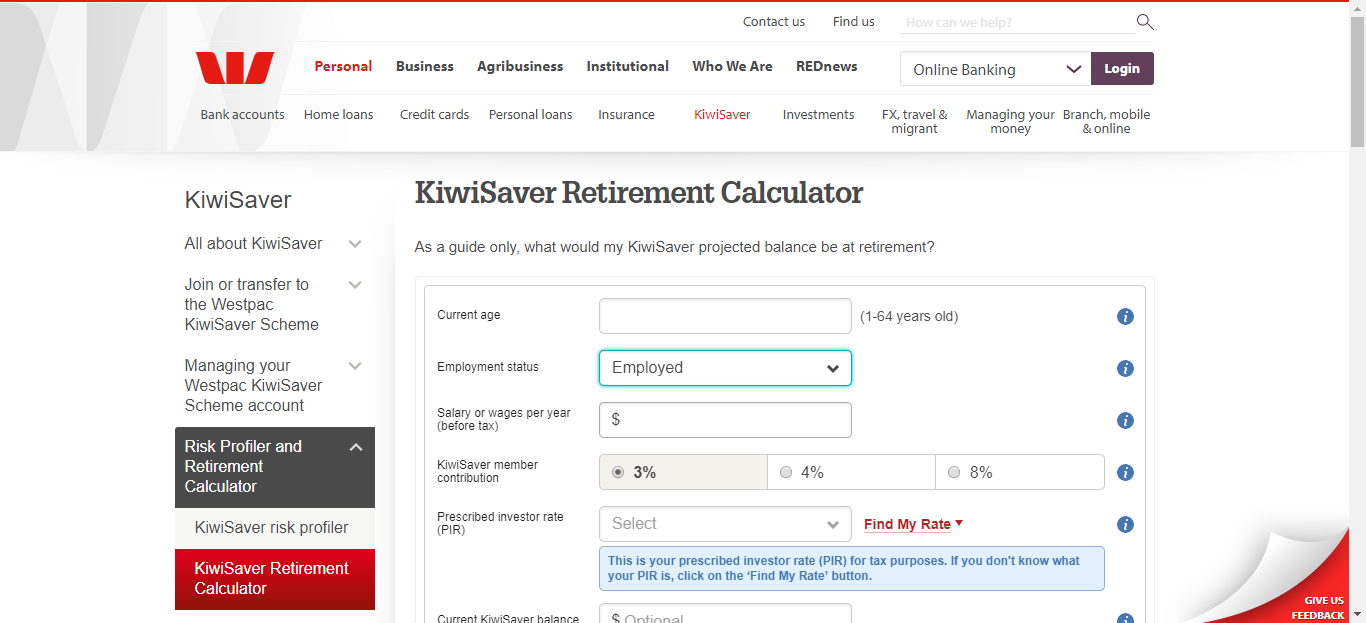 Contact us Find us How can we help?
Personal Business Agribusiness Institutional Who We Are REDnews Online Banking Login
Bank accounts Home loans Credit cards Personal loans Insurance KiwiSaver Investments FX, travel & migrant Managing your money Branch, mobile & online
KiwiSaver
All about KiwiSaver
Join or transfer to
the Westpac
KiwiSaver Scheme
Managing your
Westpac KiwiSaver
Scheme account
Risk Profiler and
Retirement
Calculator
KiwiSaver risk profiler
KiwiSaver Retirement
Calculator
KiwiSaver Retirement Calculator
As a guide only, what would my KiwiSaver projected balance be at retirement?
Current age (1-64 years old)
Employment status Employed
Salary or wages per year
(before tax) $
KiwiSaver member
contribution 3% 4% 8%
Prescribed investor rate
(PIR) Select Find My Rate
This is your prescribed investor rate (PIR) for tax purposes. If you don't know what
your PIR is, click on the ‘Find My Rate’ button.
Current KiwiSaver balance $ Optional
GIVE US
FEEDBACK